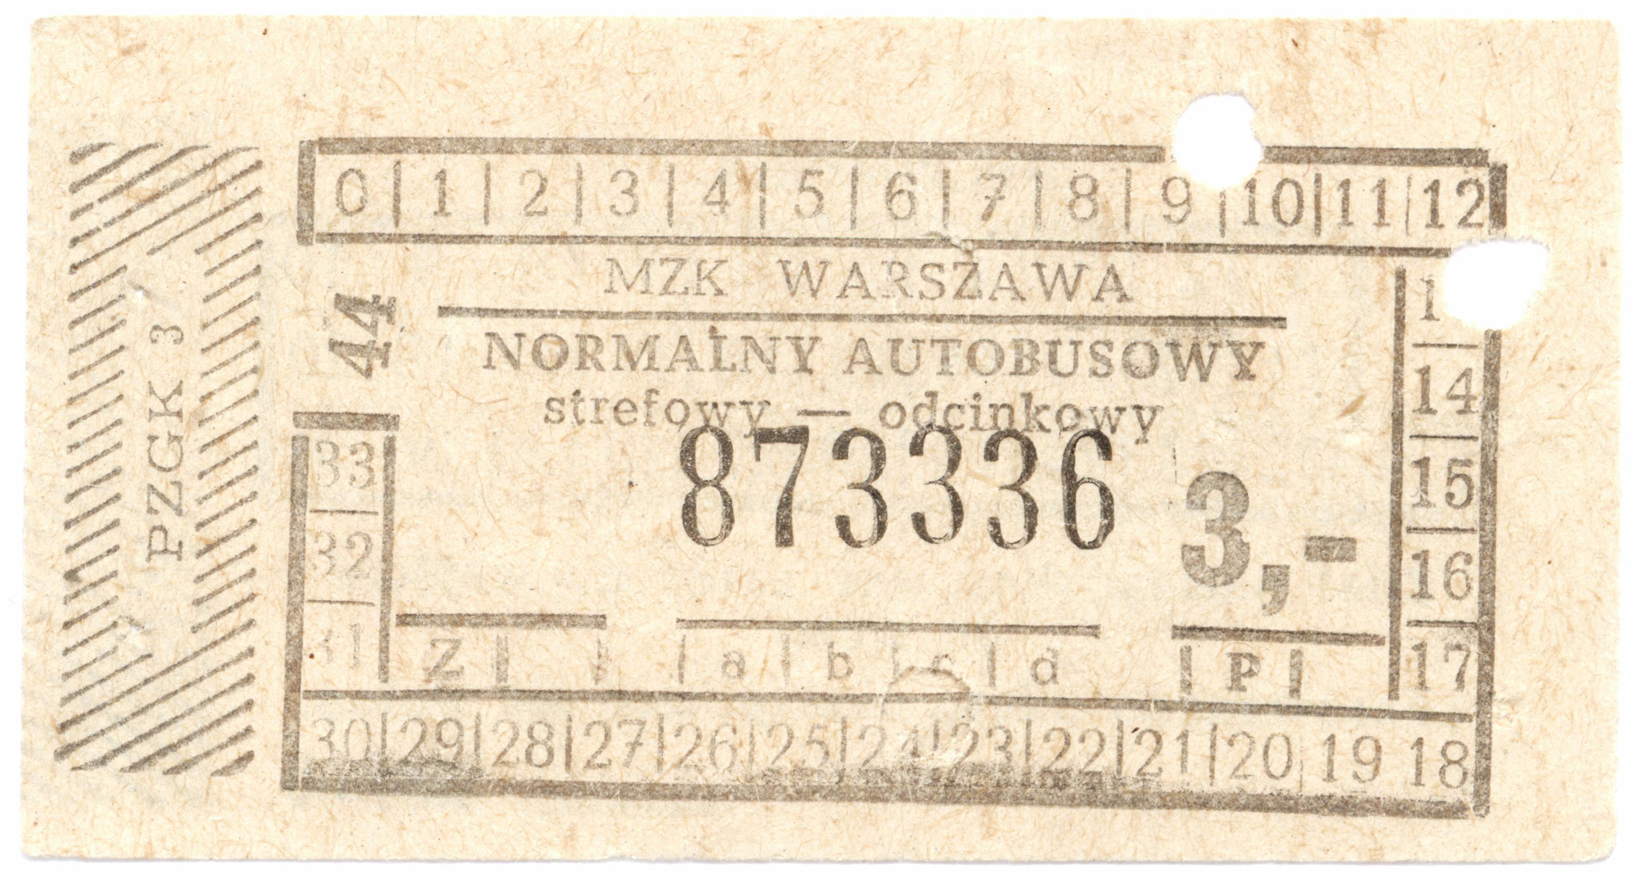 PZGK 3
0 | 1 | 2 | 3 | 4 | 5 | 6 | 7 | 8 | 9 | 10 | 11 | 12
MZK WARSZAWA
44
NORMALNY AUTOBUSOWY
14
strefowy — odcinkowy
873336
33
15
3,-
32
16
31
Z | | | a | b | c | d | P |
17
30 | 29 | 28 | 27 | 26 | 25 | 24 | 23 | 22 | 21 | 20 19 18